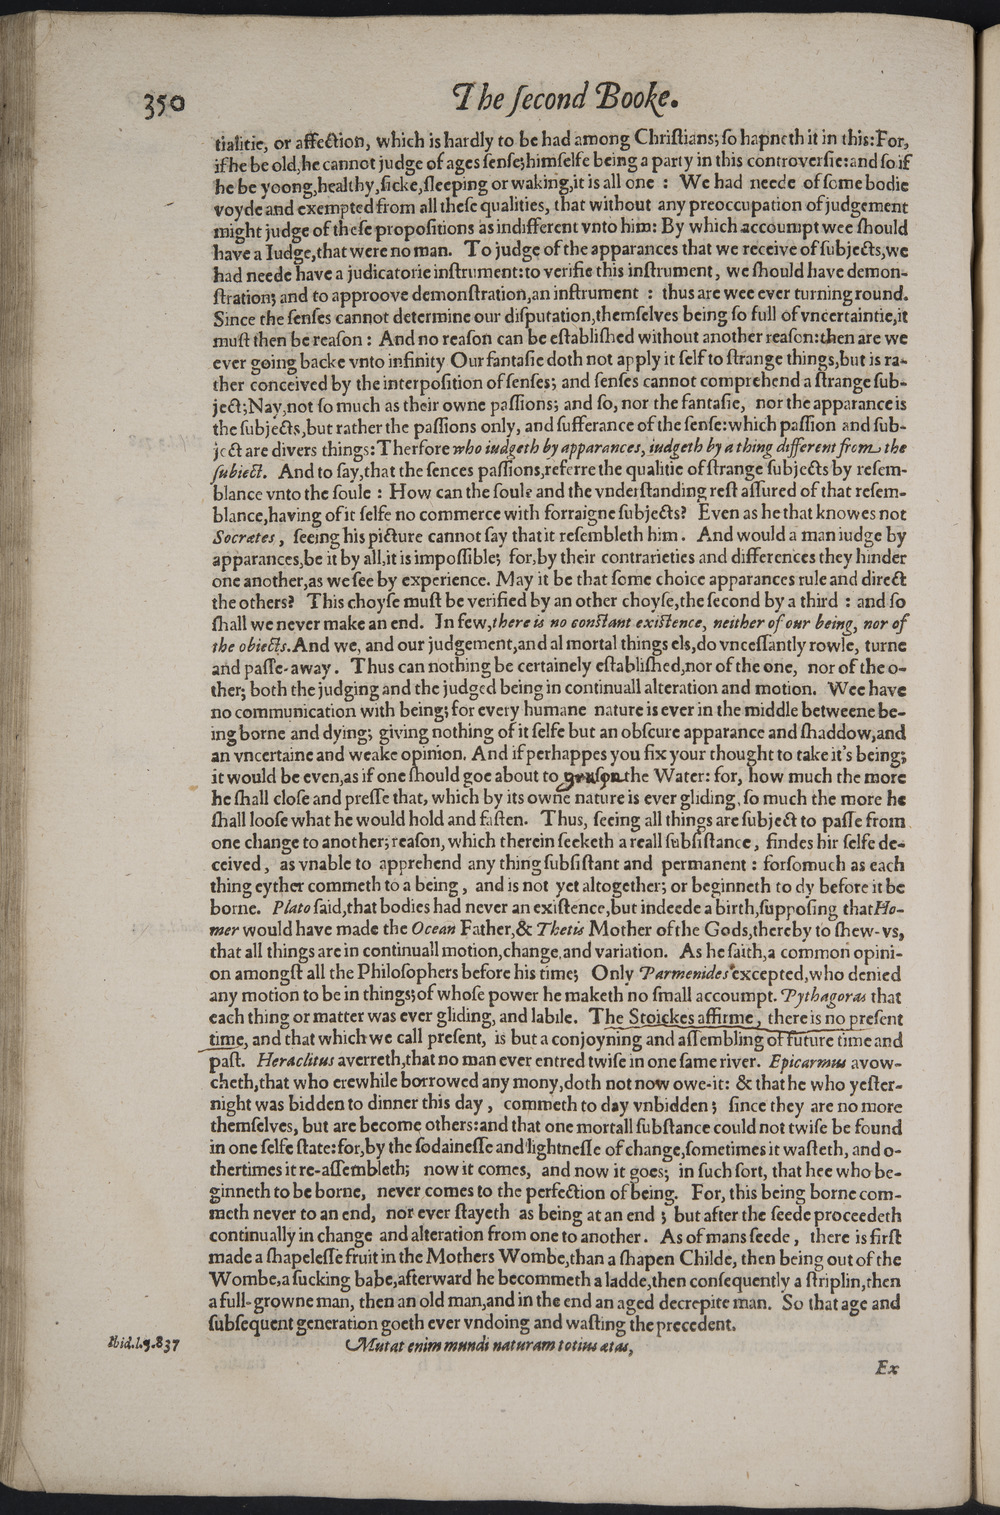 350
The ſecond Booke.
tialitie, or affection, which is hardly to be had among Chriſtians; ſo hapneth it in this: For,
if he be old, he cannot judge of ages ſenſe; himſelfe being a party in this controverſie: and ſo if
he be yoong, healthy, ſicke, ſleeping or waking, it is all one : We had neede of ſome bodie
voyde and exempted from all theſe qualities, that without any preoccupation of judgement
might judge of theſe propoſitions as indifferent vnto him: By which accoumpt wee ſhould
have a Iudge, that were no man. To judge of the apparances that we receive of ſubjects, we
had neede have a judicatorie inſtrument: to verifie this inſtrument, we ſhould have demon-
ſtration; and to approove demonſtration, an inſtrument : thus are wee ever turning round.
Since the ſenſes cannot determine our diſputation, themſelves being ſo full of vncertaintie, it
muſt then be reaſon : And no reaſon can be eſtabliſhed without another reaſon: then are we
ever going backe vnto infinity Our fantaſie doth not apply it ſelf to ſtrange things, but is ra-
ther conceived by the interpoſition of ſenſes; and ſenſes cannot comprehend a ſtrange ſub-
ject; Nay, not ſo much as their owne paſſions; and ſo, nor the fantaſie, nor the apparance is
the ſubjects, but rather the paſſions only, and ſufferance of the ſenſe: which paſſion and ſub-
ject are divers things: Therfore who iudgeth by apparances, iudgeth by a thing different from the
ſubiect. And to ſay, that the ſences paſſions, referre the qualitie of ſtrange ſubjects by reſem-
blance vnto the ſoule : How can the ſoule and the vnderſtanding reſt aſſured of that reſem-
blance, having of it ſelfe no commerce with forraigne ſubjects? Even as he that knowes not
Socrates, ſeeing his picture cannot ſay that it reſembleth him. And would a man iudge by
apparances, be it by all, it is impoſſible; for, by their contrarieties and differences they hinder
one another, as we ſee by experience. May it be that ſome choice apparances rule and direct
the others? This choyſe muſt be verified by an other choyſe, the ſecond by a third : and ſo
ſhall we never make an end. In few, there is no conſtant exiſtence, neither of our being, nor of
the obiects. And we, and our judgement, and al mortal things els, do vnceſſantly rowle, turne
and paſſe-away. Thus can nothing be certainely eſtabliſhed, nor of the one, nor of the o-
ther; both the judging and the judged being in continuall alteration and motion. Wee have
no communication with being; for every humane nature is ever in the middle betweene be-
ing borne and dying; giving nothing of it ſelfe but an obſcure apparance and ſhaddow, and
an vncertaine and weake opinion. And if perhappes you fix your thought to take it's being;
it would be even, as if one ſhould goe about to the Water: for, how much the more
he ſhall cloſe and preſſe that, which by its owne nature is ever gliding, ſo much the more he
ſhall looſe what he would hold and faſten. Thus, ſeeing all things are ſubject to paſſe from
one change to another; reaſon, which therein ſeeketh a reall ſubſiſtance, findes hir ſelfe de-
ceived, as vnable to apprehend any thing ſubſiſtant and permanent : forſomuch as each
thing eyther commeth to a being, and is not yet altogether; or beginneth to dy before it be
borne. Plato ſaid, that bodies had never an exiſtence, but indeede a birth, ſuppoſing that Ho-
mer would have made the Ocean Father, & Thetis Mother of the Gods, thereby to ſhew-vs,
that all things are in continuall motion, change, and variation. As he ſaith, a common opini-
on amongſt all the Philoſophers before his time; Only Parmenides excepted, who denied
any motion to be in things; of whoſe power he maketh no ſmall accoumpt. Pythagoras that
each thing or matter was ever gliding, and labile. The Stoickes affirme, there is no preſent
time, and that which we call preſent, is but a conjoyning and aſſembling of future time and
paſt. Heraclitus averreth, that no man ever entred twiſe in one ſame river. Epicarmus avow-
cheth, that who erewhile borrowed any mony, doth not now owe-it: & that he who yeſter-
night was bidden to dinner this day, commeth to day vnbidden; ſince they are no more
themſelves, but are become others: and that one mortall ſubſtance could not twiſe be found
in one ſelfe ſtate: for, by the ſodaineſſe and lightneſſe of change, ſometimes it waſteth, and o-
thertimes it re-aſſembleth; now it comes, and now it goes; in ſuch ſort, that hee who be-
ginneth to be borne, never comes to the perfection of being. For, this being borne com-
meth never to an end, nor ever ſtayeth as being at an end ; but after the ſeede proceedeth
continually in change and alteration from one to another. As of mans ſeede, there is firſt
made a ſhapeleſſe fruit in the Mothers Wombe, than a ſhapen Childe, then being out of the
Wombe, a ſucking babe, afterward he becommeth a ladde, then conſequently a ſtriplin, then
a full-growne man, then an old man, and in the end an aged decrepite man. So that age and
ſubſequent generation goeth ever vndoing and waſting the precedent.
Ibid.l.5.837
Mutat enim mundi naturam totius ætas,
Ex